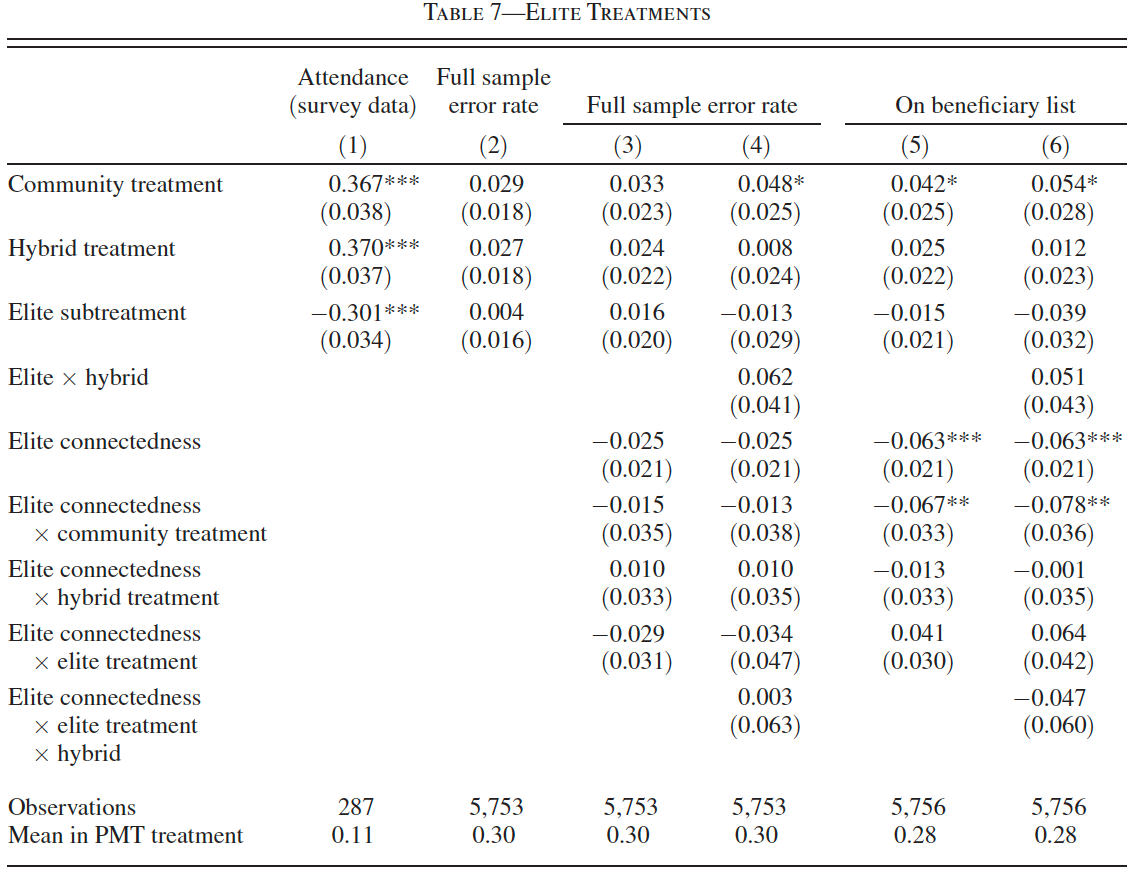 TABLE 7—ELITE TREATMENTS
Attendance Full sample
(survey data) error rate Full sample error rate On beneficiary list
(1) (2) (3) (4) (5) (6)
Community treatment 0.367*** 0.029 0.033 0.048* 0.042* 0.054*
(0.038) (0.018) (0.023) (0.025) (0.025) (0.028)
Hybrid treatment 0.370*** 0.027 0.024 0.008 0.025 0.012
(0.037) (0.018) (0.022) (0.024) (0.022) (0.023)
Elite subtreatment −0.301*** 0.004 0.016 −0.013 −0.015 −0.039
(0.034) (0.016) (0.020) (0.029) (0.021) (0.032)
Elite × hybrid 0.062 0.051
(0.041) (0.043)
Elite connectedness −0.025 −0.025 −0.063*** −0.063***
(0.021) (0.021) (0.021) (0.021)
Elite connectedness −0.015 −0.013 −0.067** −0.078**
× community treatment (0.035) (0.038) (0.033) (0.036)
Elite connectedness 0.010 0.010 −0.013 −0.001
× hybrid treatment (0.033) (0.035) (0.033) (0.035)
Elite connectedness −0.029 −0.034 0.041 0.064
× elite treatment (0.031) (0.047) (0.030) (0.042)
Elite connectedness 0.003 −0.047
× elite treatment (0.063) (0.060)
× hybrid
Observations 287 5,753 5,753 5,753 5,756 5,756
Mean in PMT treatment 0.11 0.30 0.30 0.30 0.28 0.28